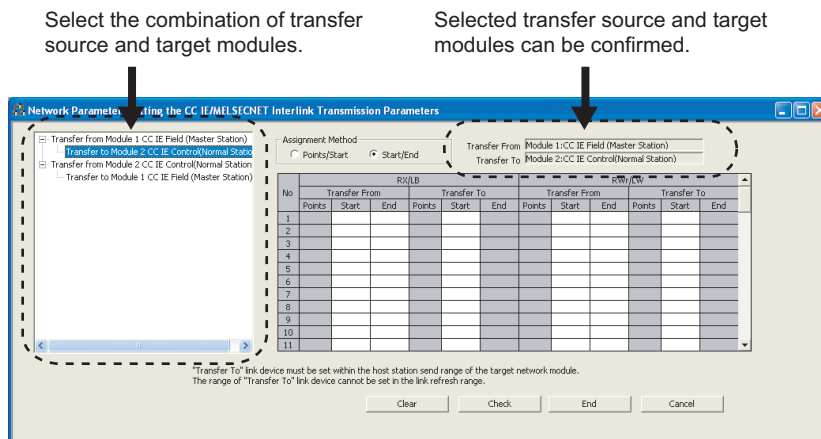 Select the combination of transfer
source and target modules.
Selected transfer source and target
modules can be confirmed.
Network Parameter ting the CC IE/MELSECNET Interlink Transmission Parameters
Transfer from Module 1 CC IE Field (Master Station)
Transfer to Module 2 CC IE Control(Normal Statio
Transfer from Module 2 CC IE Control(Normal Station
Transfer to Module 1 CC IE Field (Master Station)
Assignment Method
Points/Start
Start/End
Transfer From Module 1:CC IE Field (Master Station)
Transfer To Module 2:CC IE Control(Normal Station)
No RX/LB RWr/LW
Transfer From Transfer To Transfer From Transfer To
Points Start End Points Start End Points Start End Points Start End
1
2
3
4
5
6
7
8
9
10
11
"Transfer To" link device must be set within the host station send range of the target network module.
The range of "Transfer To" link device cannot be set in the link refresh range.
Clear Check End Cancel